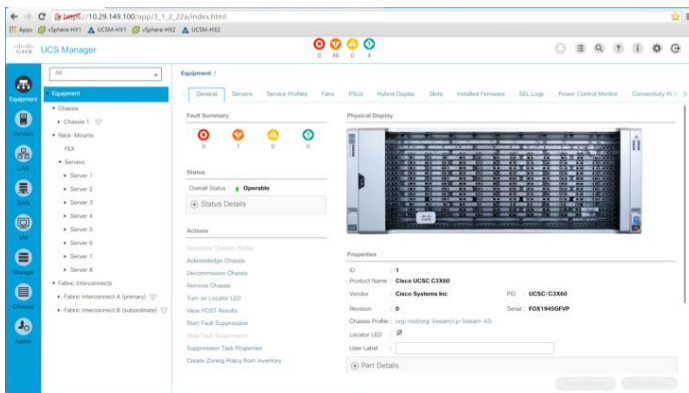 10.29.149.100/app/3_1_2_22a/index.html
Apps vSphere-HX1 UCSM-HX1 vSphere-HX2 UCSM-HX2
CISCO UCS Manager
0 40 0 4
All
Equipment
Servers
LAN
SAN
VM
Storage
Chassis
Admin
Equipment
Chassis
Chassis 1
Rack-Mounts
FEX
Servers
Server 1
Server 2
Server 3
Server 4
Server 5
Server 6
Server 7
Server 8
Fabric Interconnects
Fabric Interconnect A (primary)
Fabric Interconnect B (subordinate)
Equipment /
General Servers Service Profiles Fans PSUs Hybrid Display Slots Installed Firmware SEL Logs Power Control Monitor
Fault Summary
0 1 0 0
Status
Overall Status : Operable
Status Details
Actions
Associate Chassis Profile
Acknowledge Chassis
Decommission Chassis
Remove Chassis
Turn on Locator LED
View POST Results
Start Fault Suppression
Stop Fault Suppression
Suppression Task Properties
Create Zoning Policy from Inventory
Physical Display
Properties
ID : 1
Product Name : Cisco UCSC C3X60
Vendor : Cisco Systems Inc PID : UCSC-C3X60
Revision : 0 Serial : FOX1945GFVP
Chassis Profile : org-root/org-Veeam/cp-Veeam-AS
Locator LED :
User Label :
Part Details